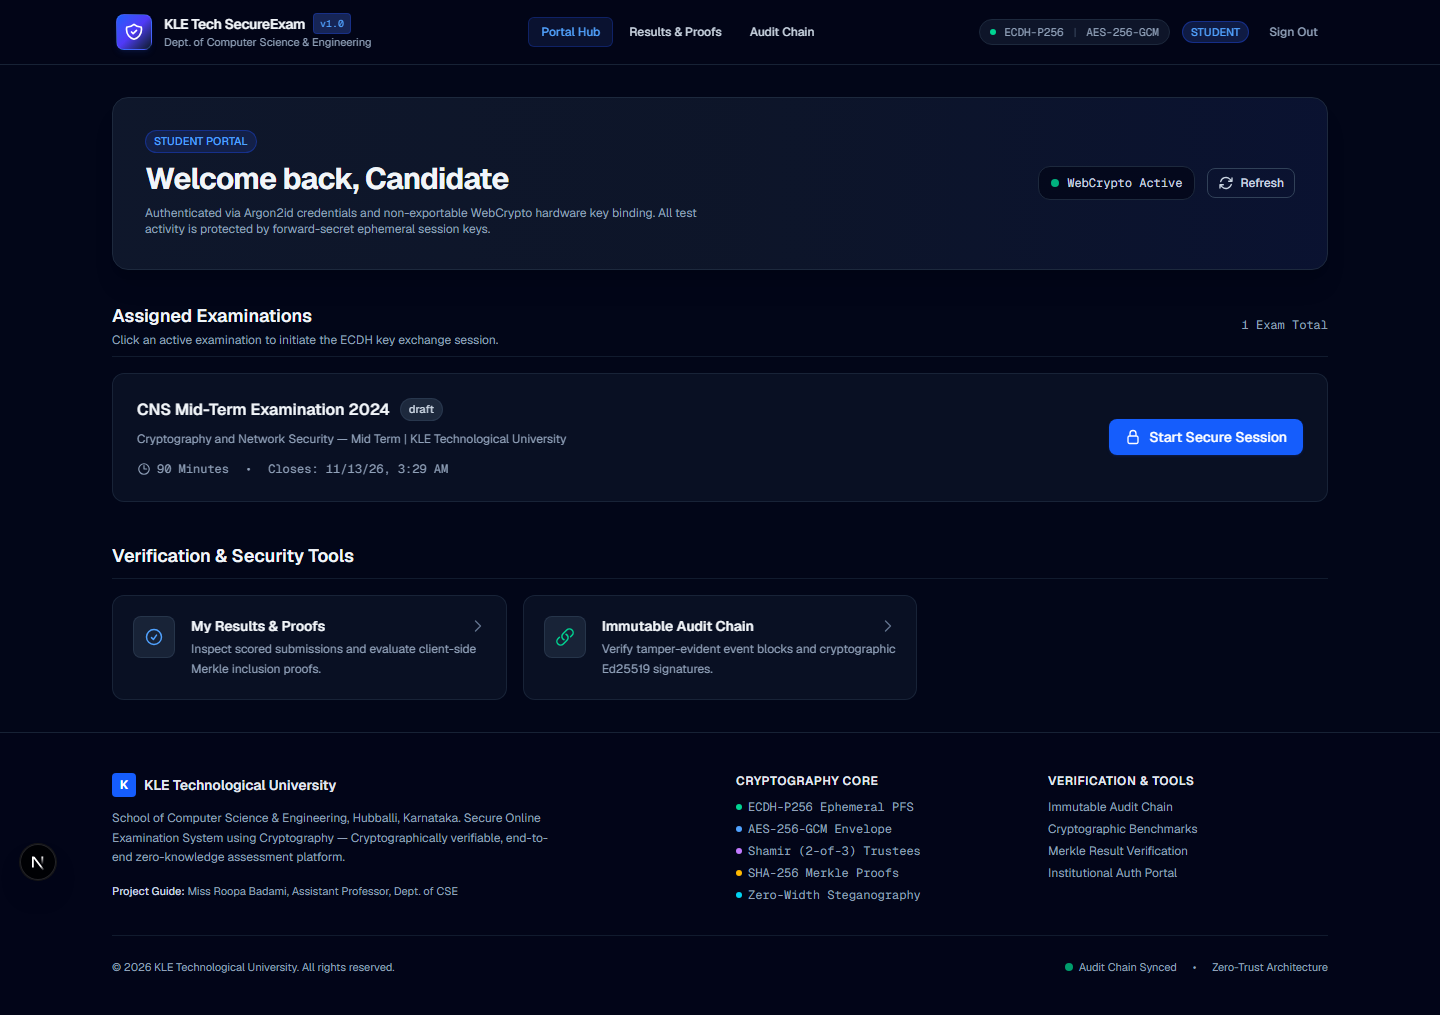 KLE Tech SecureExam v1.0
Dept. of Computer Science & Engineering
Portal Hub
Results & Proofs
Audit Chain
ECDH-P256 | AES-256-GCM
STUDENT
Sign Out
STUDENT PORTAL
Welcome back, Candidate
Authenticated via Argon2id credentials and non-exportable WebCrypto hardware key binding. All test
activity is protected by forward-secret ephemeral session keys.
WebCrypto Active
Refresh
Assigned Examinations
Click an active examination to initiate the ECDH key exchange session.
1 Exam Total
CNS Mid-Term Examination 2024 draft
Cryptography and Network Security — Mid Term | KLE Technological University
90 Minutes • Closes: 11/13/26, 3:29 AM
Start Secure Session
Verification & Security Tools
My Results & Proofs
Inspect scored submissions and evaluate client-side
Merkle inclusion proofs.
Immutable Audit Chain
Verify tamper-evident event blocks and cryptographic
Ed25519 signatures.
K KLE Technological University
School of Computer Science & Engineering, Hubballi, Karnataka. Secure Online
Examination System using Cryptography — Cryptographically verifiable, end-to-
end zero-knowledge assessment platform.
Project Guide: Miss Roopa Badami, Assistant Professor, Dept. of CSE
CRYPTOGRAPHY CORE
ECDH-P256 Ephemeral PFS
AES-256-GCM Envelope
Shamir (2-of-3) Trustees
SHA-256 Merkle Proofs
Zero-Width Steganography
VERIFICATION & TOOLS
Immutable Audit Chain
Cryptographic Benchmarks
Merkle Result Verification
Institutional Auth Portal
N
© 2026 KLE Technological University. All rights reserved.
Audit Chain Synced • Zero-Trust Architecture